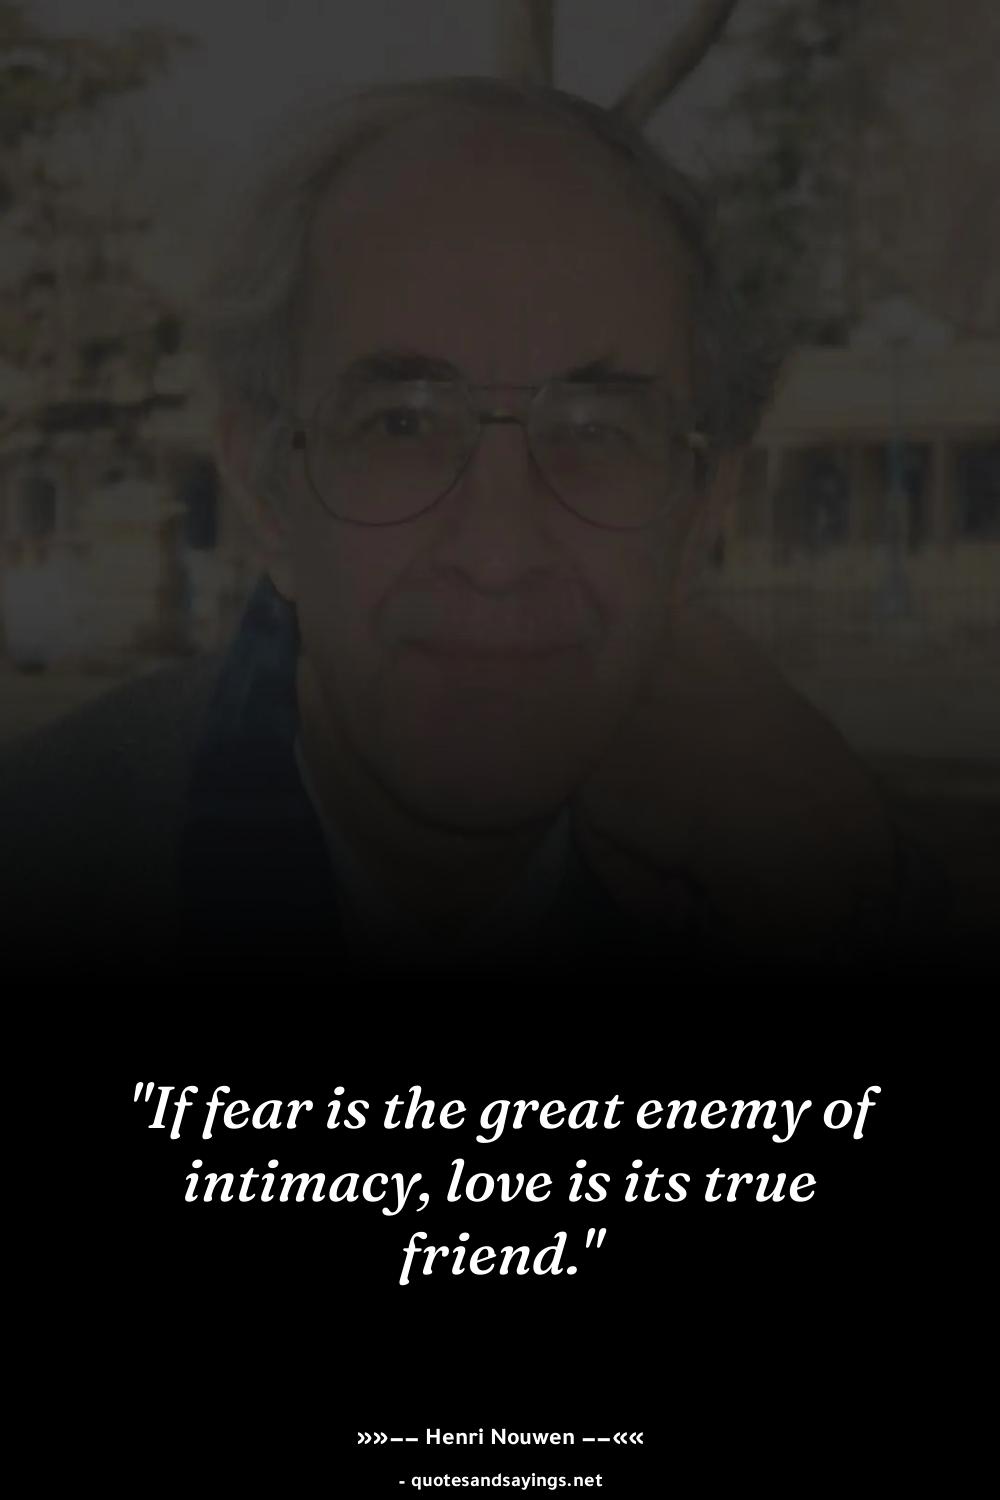 "If fear is the great enemy of
intimacy, love is its true
friend."
»»−− Henri Nouwen −−««
- quotesandsayings.net